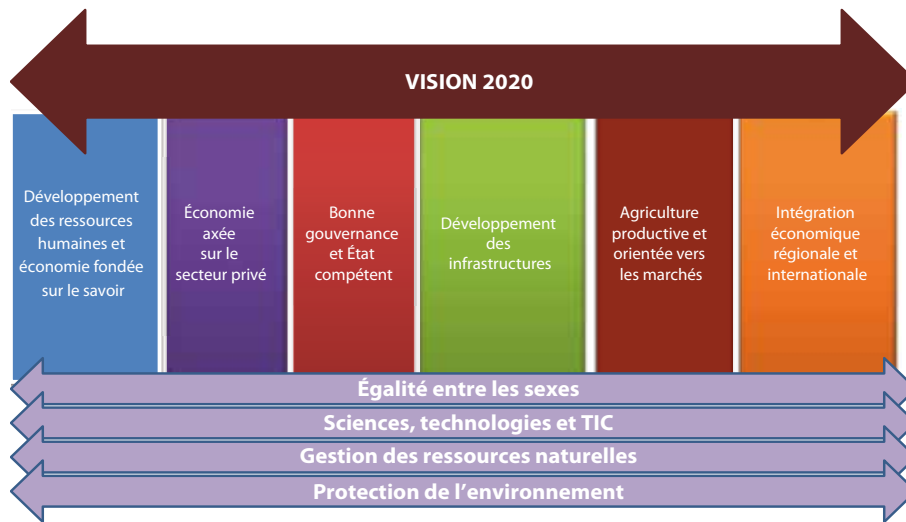 VISION 2020
Développement
des ressources
humaines et
économie fondée
sur le savoir
Économie
axée
sur le
secteur privé
Bonne
gouvernance
et État
compétent
Développement
des
infrastructures
Agriculture
productive et
orientée vers
les marchés
Intégration
économique
régionale et
internationale
Égalité entre les sexes
Sciences, technologies et TIC
Gestion des ressources naturelles
Protection de l’environnement